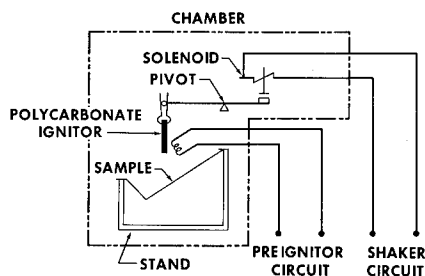 CHAMBER
SOLENOID
PIVOT
POLYCARBONATE
IGNITOR
SAMPLE
STAND
PREIGNITOR
CIRCUIT
SHAKER
CIRCUIT